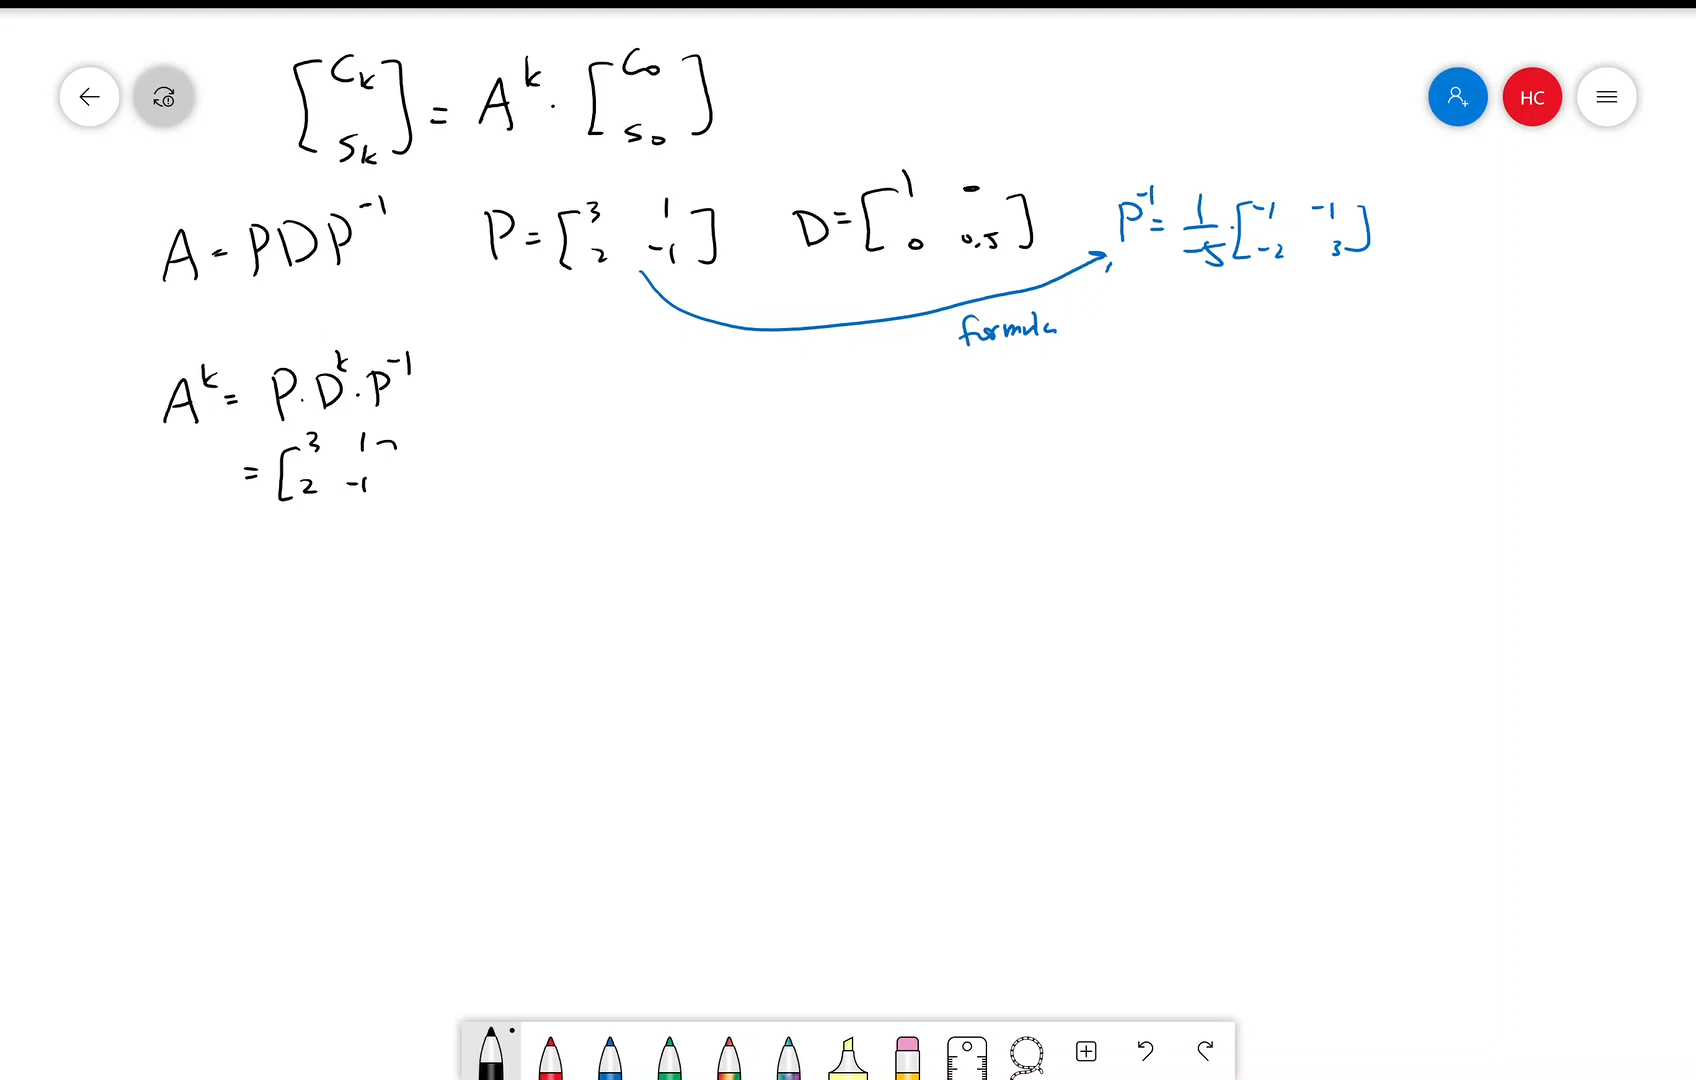 [C_k S_k] = A^k · [C_0 S_0]
A = PDP^-1 P = [3 1 2 -1] D = [1 0 0 0.5] P^-1 = 1/-5 · [-1 -1 -2 3]
formula
A^k = P · D^k · P^-1
= [3 1 2 -1
HC